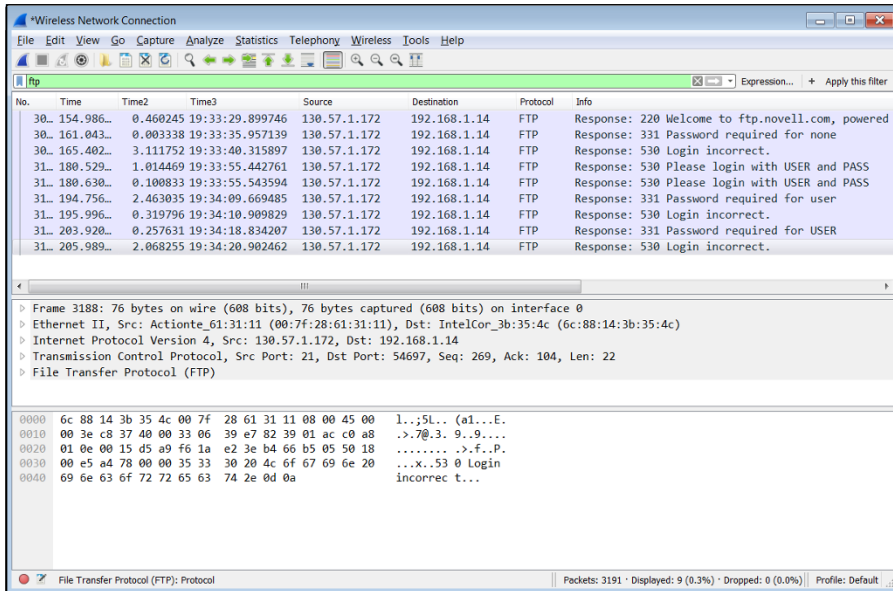 *Wireless Network Connection
File Edit View Go Capture Analyze Statistics Telephony Wireless Tools Help
ftp Expression... + Apply this filter
No. Time Time2 Time3 Source Destination Protocol Info
30... 154.986... 0.460245 19:33:29.899746 130.57.1.172 192.168.1.14 FTP Response: 220 Welcome to ftp.novell.com, powered
30... 161.043... 0.003338 19:33:35.957139 130.57.1.172 192.168.1.14 FTP Response: 331 Password required for none
30... 165.402... 3.111752 19:33:40.315897 130.57.1.172 192.168.1.14 FTP Response: 530 Login incorrect.
31... 180.529... 1.014469 19:33:55.442761 130.57.1.172 192.168.1.14 FTP Response: 530 Please login with USER and PASS
31... 180.630... 0.100833 19:33:55.543594 130.57.1.172 192.168.1.14 FTP Response: 530 Please login with USER and PASS
31... 194.756... 2.463035 19:34:09.669485 130.57.1.172 192.168.1.14 FTP Response: 331 Password required for user
31... 195.996... 0.319796 19:34:10.909829 130.57.1.172 192.168.1.14 FTP Response: 530 Login incorrect.
31... 203.920... 0.257631 19:34:18.834207 130.57.1.172 192.168.1.14 FTP Response: 331 Password required for USER
31... 205.989... 2.068255 19:34:20.902462 130.57.1.172 192.168.1.14 FTP Response: 530 Login incorrect.
Frame 3188: 76 bytes on wire (608 bits), 76 bytes captured (608 bits) on interface 0
Ethernet II, Src: Actionte_61:31:11 (00:7f:28:61:31:11), Dst: IntelCor_3b:35:4c (6c:88:14:3b:35:4c)
Internet Protocol Version 4, Src: 130.57.1.172, Dst: 192.168.1.14
Transmission Control Protocol, Src Port: 21, Dst Port: 54697, Seq: 269, Ack: 104, Len: 22
File Transfer Protocol (FTP)
0000 6c 88 14 3b 35 4c 00 7f 28 61 31 11 08 00 45 00 l..;5L.. (a1...E.
0010 00 3e c8 37 40 00 33 06 39 e7 82 39 01 ac c0 a8 .>.7@.3. 9..9....
0020 01 0e 00 15 d5 a9 f6 1a e2 3e b4 66 b5 05 50 18 ........ .>.f..P.
0030 00 e5 a4 78 00 00 35 33 30 20 4c 6f 67 69 6e 20 ...x..53 0 Login
0040 69 6e 63 6f 72 72 65 63 74 2e 0d 0a incorrec t...
File Transfer Protocol (FTP): Protocol Packets: 3191 · Displayed: 9 (0.3%) · Dropped: 0 (0.0%) Profile: Default